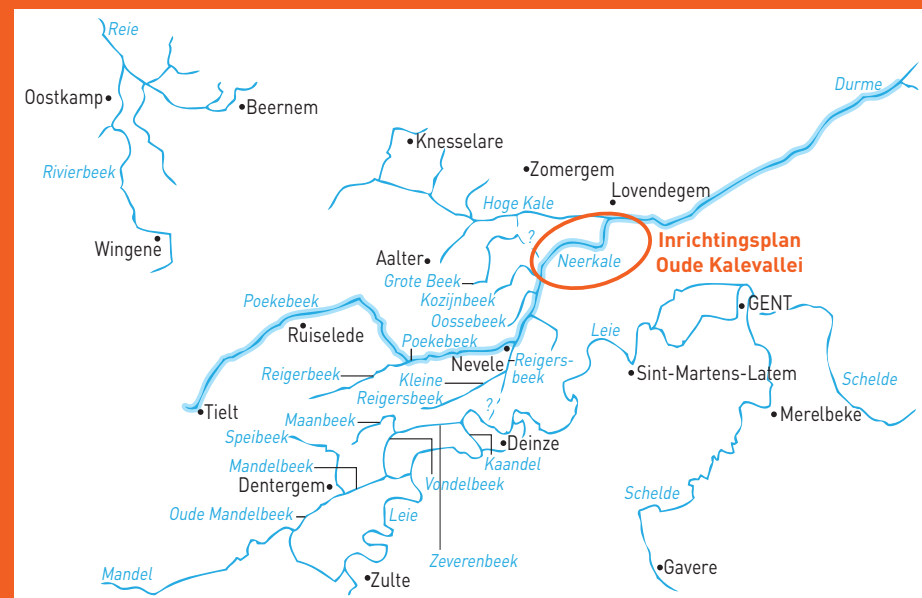 Reie
Durme
Oostkamp
Beernem
Knesselare
Zomergem
Rivierbeek
Lovendegem
Hoge Kale
?
Inrichtingsplan
Oude Kalevallei
Wingene
Aalter
Neerkale
Grote Beek
Kozijnbeek
Poekebeek
GENT
Oossebeek
Leie
Ruiselede
Poekebeek
Nevele
Reigers-
beek
Reigerbeek
Kleine
Reigersbeek
Sint-Martens-Latem
Schelde
?
Tielt
Maanbeek
Merelbeke
Speibeek
Deinze
Kaandel
Mandelbeek
Vondelbeek
Dentergem
Schelde
Oude Mandelbeek
Leie
Zeverenbeek
Gavere
Mandel
Zulte